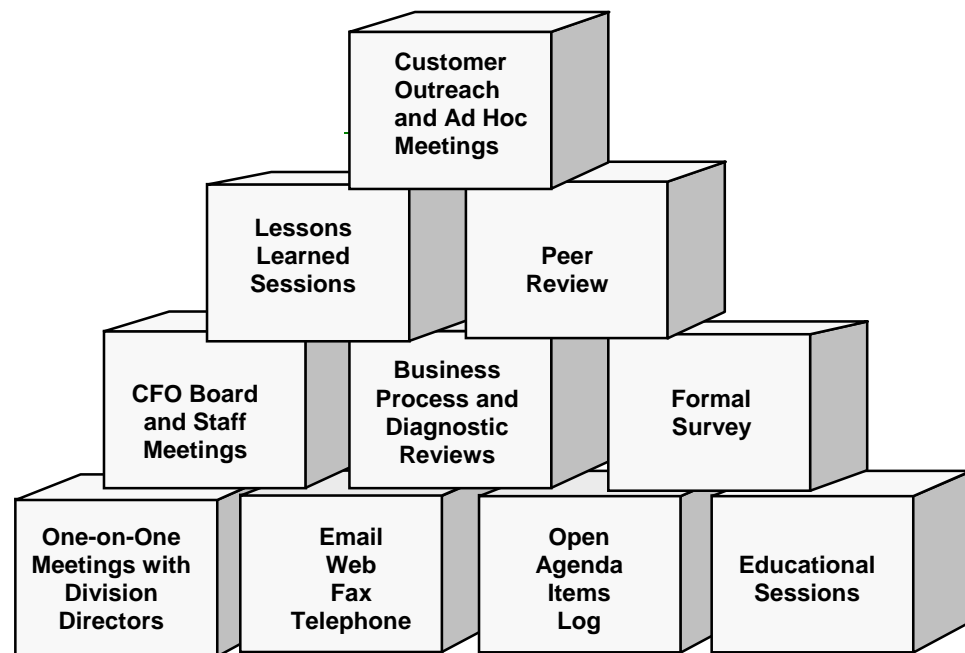 Customer
Outreach
and Ad Hoc
Meetings
Lessons
Learned
Sessions
Peer
Review
CFO Board
and Staff
Meetings
Business
Process and
Diagnostic
Reviews
Formal
Survey
One-on-One
Meetings with
Division
Directors
Email
Web
Fax
Telephone
Open
Agenda
Items
Log
Educational
Sessions